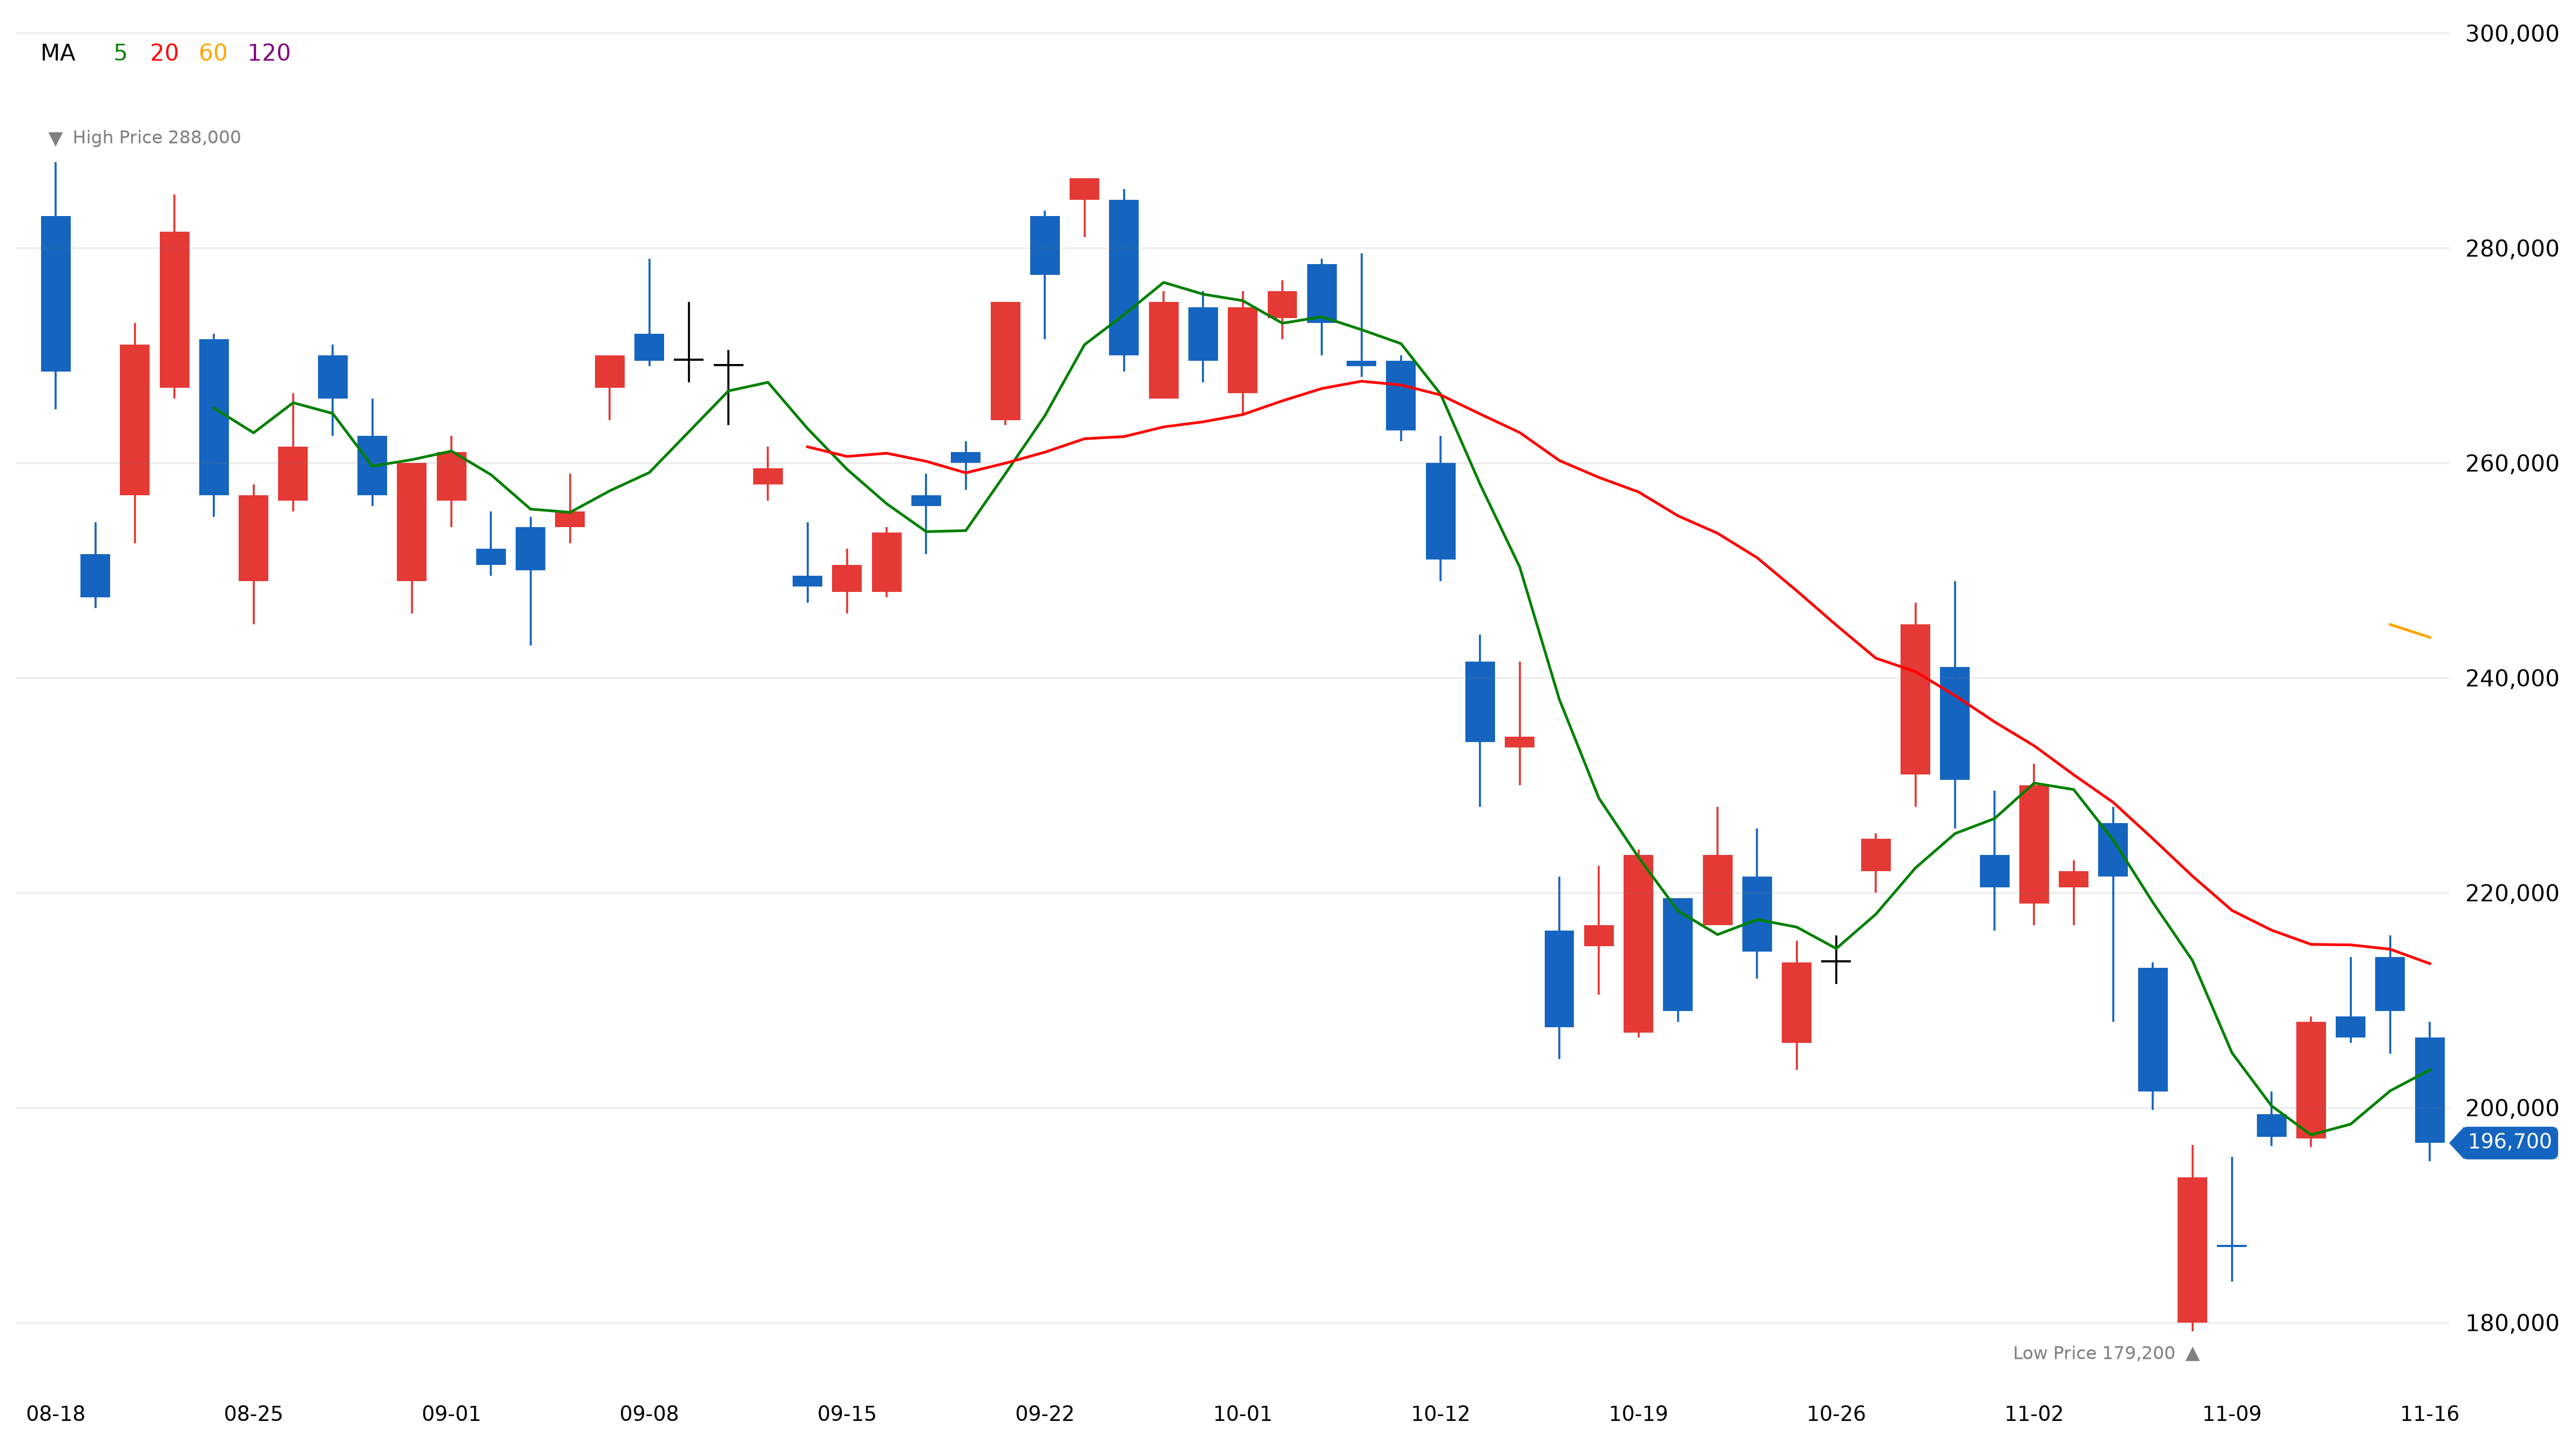 300,000
MA 5 20 60 120
▼ High Price 288,000
280,000
260,000
240,000
220,000
200,000
196,700
180,000
Low Price 179,200 ▲
08-18 08-25 09-01 09-08 09-15 09-22 10-01 10-12 10-19 10-26 11-02 11-09 11-16